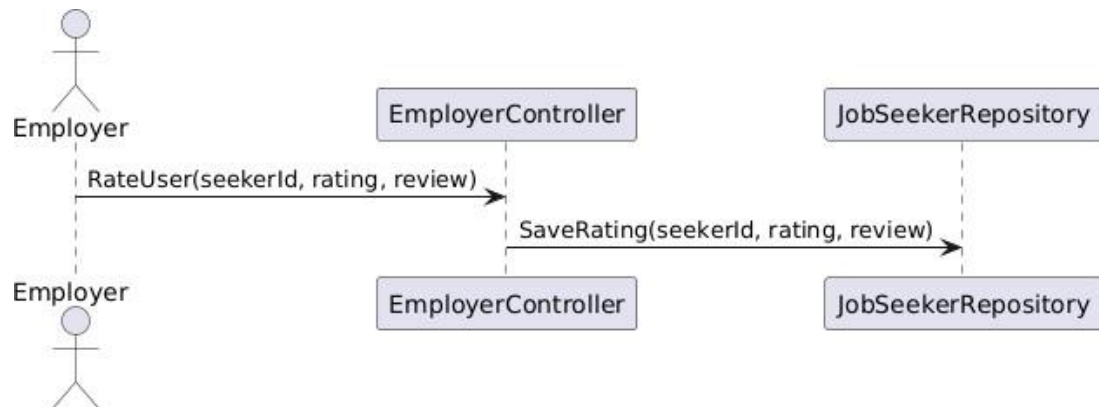 Employer
EmployerController
JobSeekerRepository
RateUser(seekerId, rating, review)
SaveRating(seekerId, rating, review)
Employer
EmployerController
JobSeekerRepository